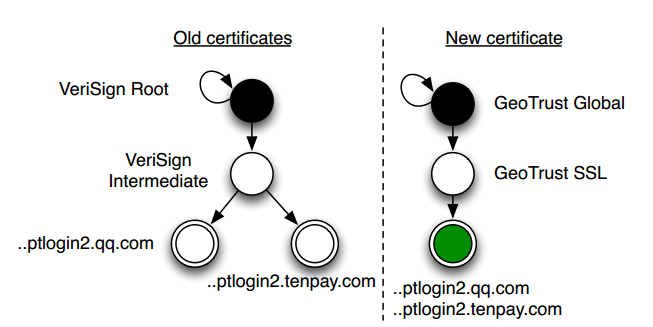 Old certificates
New certificate
VeriSign Root
GeoTrust Global
VeriSign
Intermediate
GeoTrust SSL
..ptlogin2.qq.com
..ptlogin2.tenpay.com
..ptlogin2.qq.com
..ptlogin2.tenpay.com